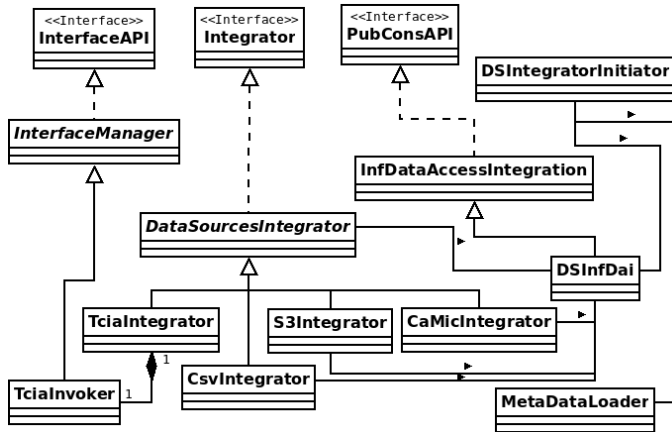 <<Interface>>
InterfaceAPI
<<Interface>>
Integrator
<<Interface>>
PubConsAPI
DSIntegratorInitiator
InterfaceManager
InfDataAccessIntegration
DataSourcesIntegrator
DSInfDai
TciaIntegrator
S3Integrator
CaMicIntegrator
1
CsvIntegrator
TciaInvoker
1
MetaDataLoader